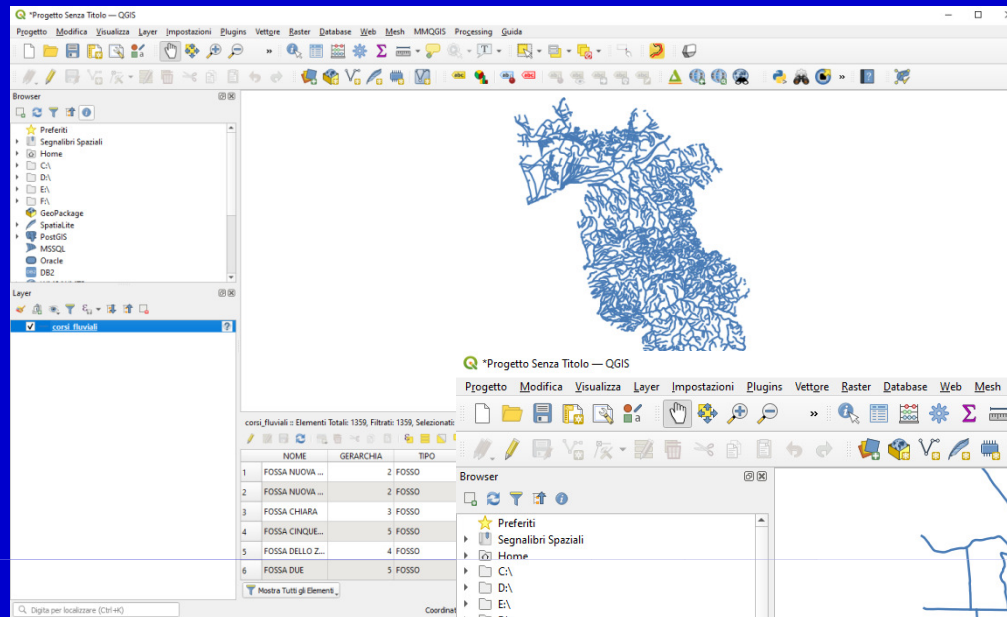 *Progetto Senza Titolo — QGIS
Progetto Modifica Visualizza Layer Impostazioni Plugins Vettore Raster Database Web Mesh MMQGIS Processing Guida
Browser
Preferiti
Segnalibri Spaziali
Home
C:\
D:\
E:\
F:\
GeoPackage
SpatiaLite
PostGIS
MSSQL
Oracle
DB2
Layer
corsi_fluviali
corsi_fluviali :: Elementi Totali: 1359, Filtrati: 1359, Selezionati:
NOME GERARCHIA TIPO
1 FOSSA NUOVA ... 2 FOSSO
2 FOSSA NUOVA ... 2 FOSSO
3 FOSSA CHIARA 3 FOSSO
4 FOSSA CINQUE... 5 FOSSO
5 FOSSA DELLO Z... 4 FOSSO
6 FOSSA DUE 5 FOSSO
Mostra Tutti gli Elementi
Digita per localizzare (Ctrl+K)
Coordinat
*Progetto Senza Titolo — QGIS
Progetto Modifica Visualizza Layer Impostazioni Plugins Vettore Raster Database Web Mesh
Browser
Preferiti
Segnalibri Spaziali
Home
C:\
D:\
E:\